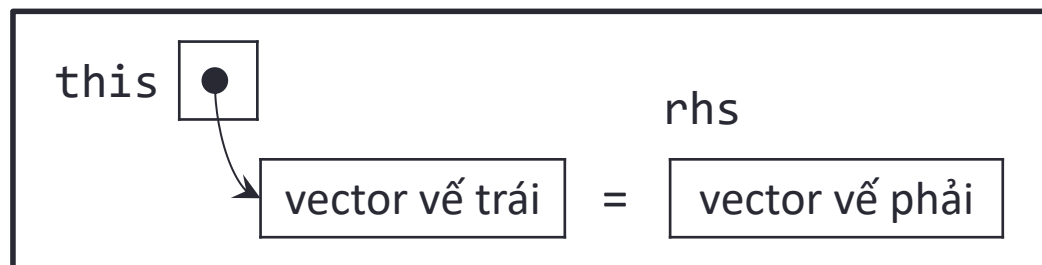 this
rhs
vector vế trái = vector vế phải